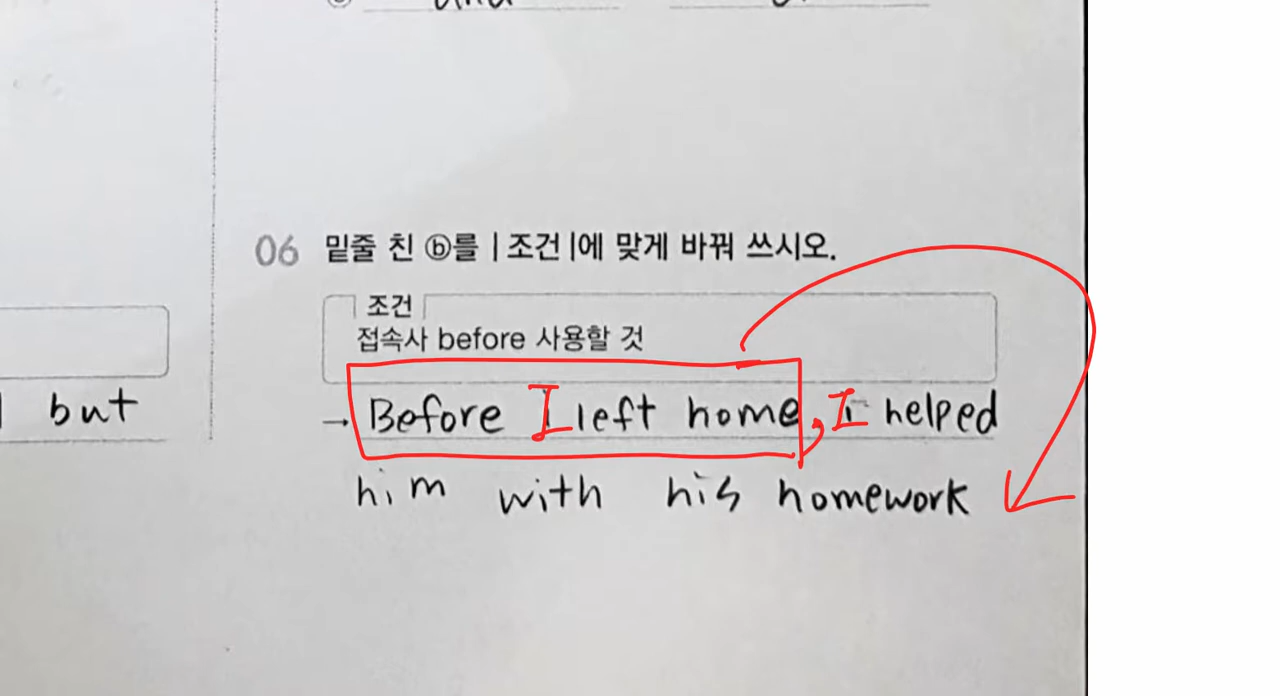 06 밑줄 친 ⓑ를 | 조건 |에 맞게 바꿔 쓰시오.
조건
접속사 before 사용할 것
but
→ Before I left home, I helped
him with his homework